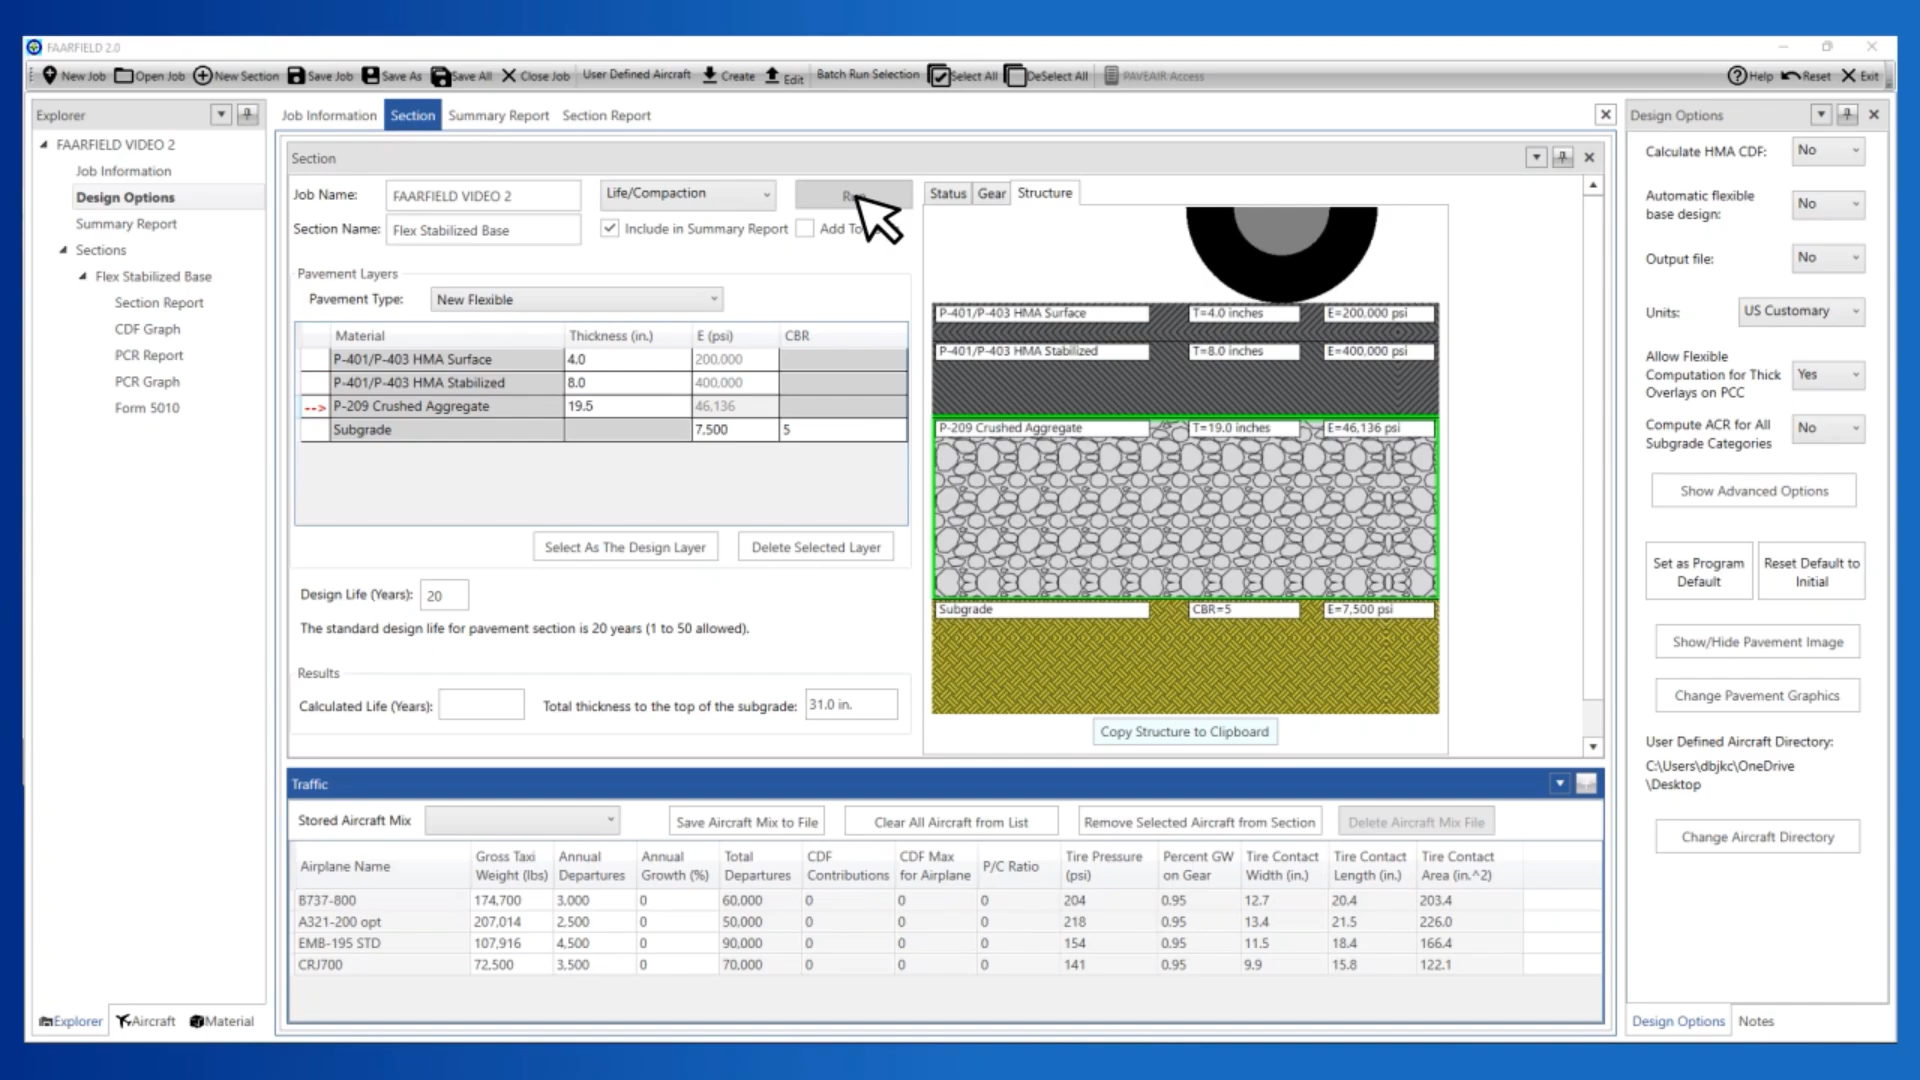 FAARFIELD 2.0
New Job Open Job New Section Save Job Save As Save All Close Job User Defined Aircraft Create Edit Batch Run Selection Select All DeSelect All PAVEAIR Access Help Reset Exit
Explorer
FAARFIELD VIDEO 2
Job Information
Design Options
Summary Report
Sections
Flex Stabilized Base
Section Report
CDF Graph
PCR Report
PCR Graph
Form 5010
Explorer Aircraft Material
Job Information Section Summary Report Section Report
Section
Job Name: FAARFIELD VIDEO 2 Life/Compaction
Section Name: Flex Stabilized Base Include in Summary Report Add To
Pavement Layers
Pavement Type: New Flexible
Material Thickness (in.) E (psi) CBR
P-401/P-403 HMA Surface 4.0 200,000
P-401/P-403 HMA Stabilized 8.0 400,000
--> P-209 Crushed Aggregate 19.5 46,136
Subgrade 7,500 5
Select As The Design Layer Delete Selected Layer
Design Life (Years): 20
The standard design life for pavement section is 20 years (1 to 50 allowed).
Results
Calculated Life (Years): Total thickness to the top of the subgrade: 31.0 in.
Status Gear Structure
P-401/P-403 HMA Surface T=4.0 inches E=200,000 psi
P-401/P-403 HMA Stabilized T=8.0 inches E=400,000 psi
P-209 Crushed Aggregate T=19.0 inches E=46,136 psi
Subgrade CBR=5 E=7,500 psi
Copy Structure to Clipboard
Traffic
Stored Aircraft Mix Save Aircraft Mix to File Clear All Aircraft from List Remove Selected Aircraft from Section Delete Aircraft Mix File
Airplane Name Gross Taxi Weight (lbs) Annual Departures Annual Growth (%) Total Departures CDF Contributions CDF Max for Airplane P/C Ratio Tire Pressure (psi) Percent GW on Gear Tire Contact Width (in.) Tire Contact Length (in.) Tire Contact Area (in.^2)
B737-800 174,700 3,000 0 60,000 0 0 0 204 0.95 12.7 20.4 203.4
A321-200 opt 207,014 2,500 0 50,000 0 0 0 218 0.95 13.4 21.5 226.0
EMB-195 STD 107,916 4,500 0 90,000 0 0 0 154 0.95 11.5 18.4 166.4
CRJ700 72,500 3,500 0 70,000 0 0 0 141 0.95 9.9 15.8 122.1
Design Options
Calculate HMA CDF: No
Automatic flexible
base design: No
Output file: No
Units: US Customary
Allow Flexible
Computation for Thick Yes
Overlays on PCC
Compute ACR for All No
Subgrade Categories
Show Advanced Options
Set as Program Default
Reset Default to Initial
Show/Hide Pavement Image
Change Pavement Graphics
User Defined Aircraft Directory:
C:\Users\dbjkc\OneDrive
\Desktop
Change Aircraft Directory
Design Options Notes